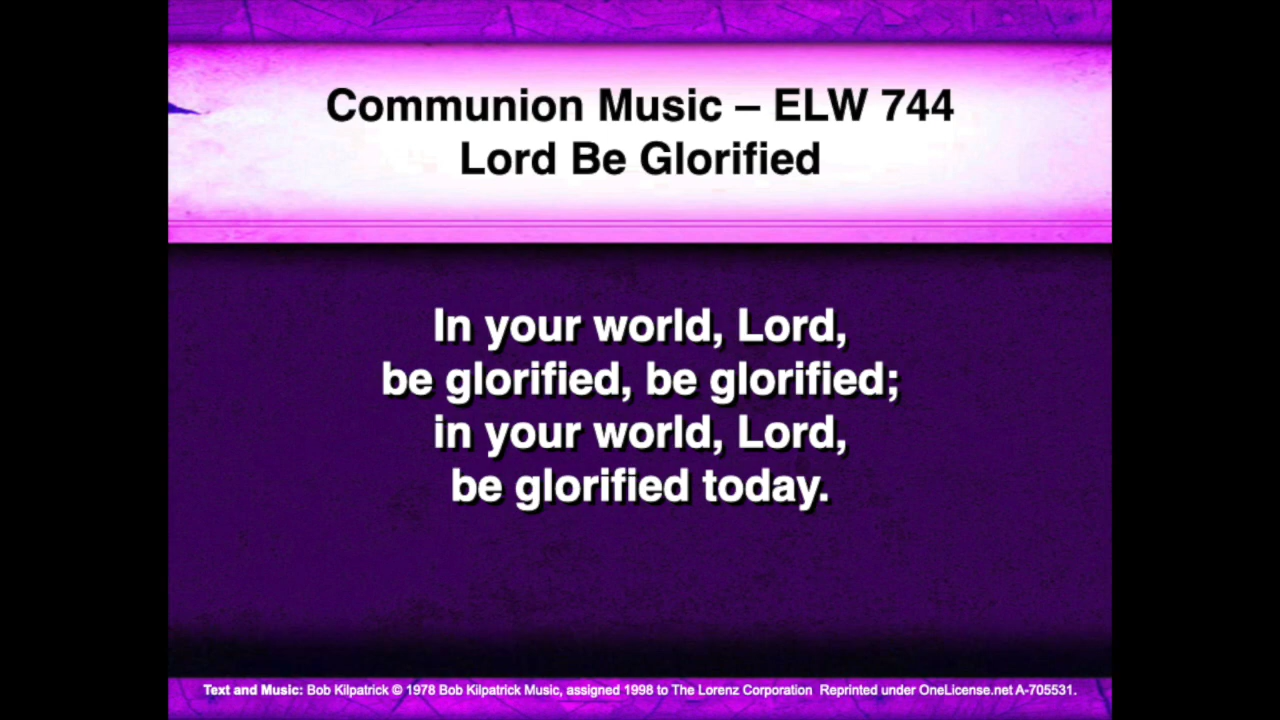 Communion Music – ELW 744
Lord Be Glorified
In your world, Lord,
be glorified, be glorified;
in your world, Lord,
be glorified today.
Text and Music: Bob Kilpatrick © 1978 Bob Kilpatrick Music, assigned 1998 to The Lorenz Corporation  Reprinted under OneLicense.net A-705531.